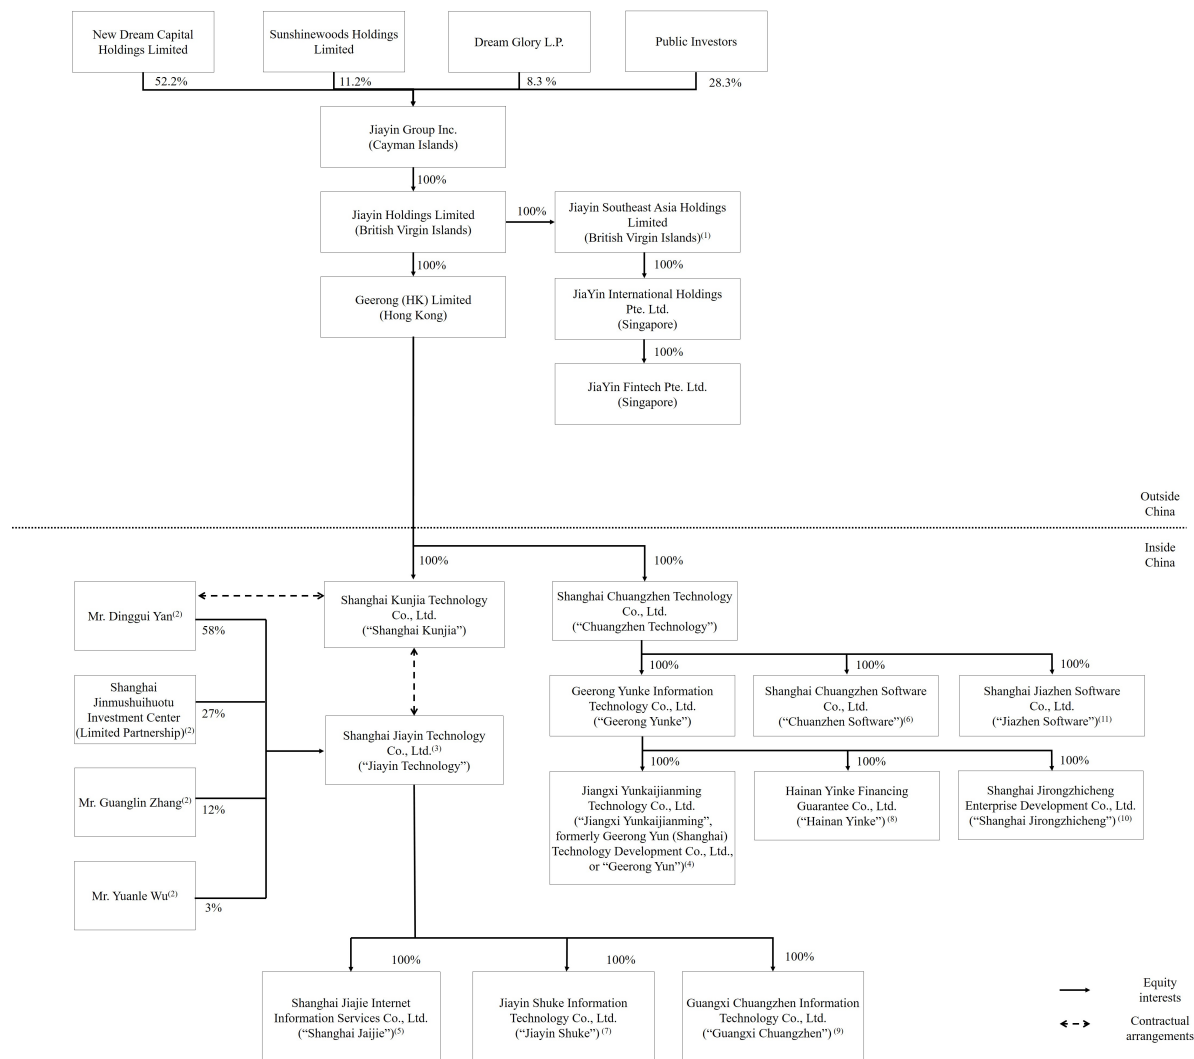 New Dream Capital
Holdings Limited
Sunshinewoods Holdings
Limited
Dream Glory L.P.
Public Investors
52.2%
11.2%
8.3 %
28.3%
Jiayin Group Inc.
(Cayman Islands)
100%
Jiayin Holdings Limited
(British Virgin Islands)
100%
Jiayin Southeast Asia Holdings
Limited
(British Virgin Islands)(1)
100%
100%
Geerong (HK) Limited
(Hong Kong)
JiaYin International Holdings
Pte. Ltd.
(Singapore)
100%
JiaYin Fintech Pte. Ltd.
(Singapore)
Outside
China
Inside
China
100%
100%
Mr. Dinggui Yan(2)
58%
Shanghai Kunjia Technology
Co., Ltd.
(“Shanghai Kunjia”)
Shanghai Chuangzhen Technology
Co., Ltd.
(“Chuangzhen Technology”)
100%
100%
100%
Shanghai
Jinmushuihuotu
Investment Center
(Limited Partnership)(2)
27%
Geerong Yunke Information
Technology Co., Ltd.
(“Geerong Yunke”)
Shanghai Chuangzhen Software
Co., Ltd.
(“Chuanzhen Software”)(6)
Shanghai Jiazhen Software
Co., Ltd.
(“Jiazhen Software”)(11)
Shanghai Jiayin Technology
Co., Ltd.(3)
(“Jiayin Technology”)
100%
100%
100%
Mr. Guanglin Zhang(2)
12%
Jiangxi Yunkaijianming
Technology Co., Ltd.
(“Jiangxi Yunkaijianming”,
formerly Geerong Yun (Shanghai)
Technology Development Co., Ltd.,
or “Geerong Yun”)(4)
Hainan Yinke Financing
Guarantee Co., Ltd.
(“Hainan Yinke”) (8)
Shanghai Jirongzhicheng
Enterprise Development Co., Ltd.
(“Shanghai Jirongzhicheng”) (10)
Mr. Yuanle Wu(2)
3%
100%
100%
100%
Shanghai Jiajie Internet
Information Services Co., Ltd.
(“Shanghai Jaijie”)(5)
Jiayin Shuke Information
Technology Co., Ltd.
(“Jiayin Shuke”) (7)
Guangxi Chuangzhen Information
Technology Co., Ltd.
(“Guangxi Chuangzhen”) (9)
Equity
interests
Contractual
arrangements